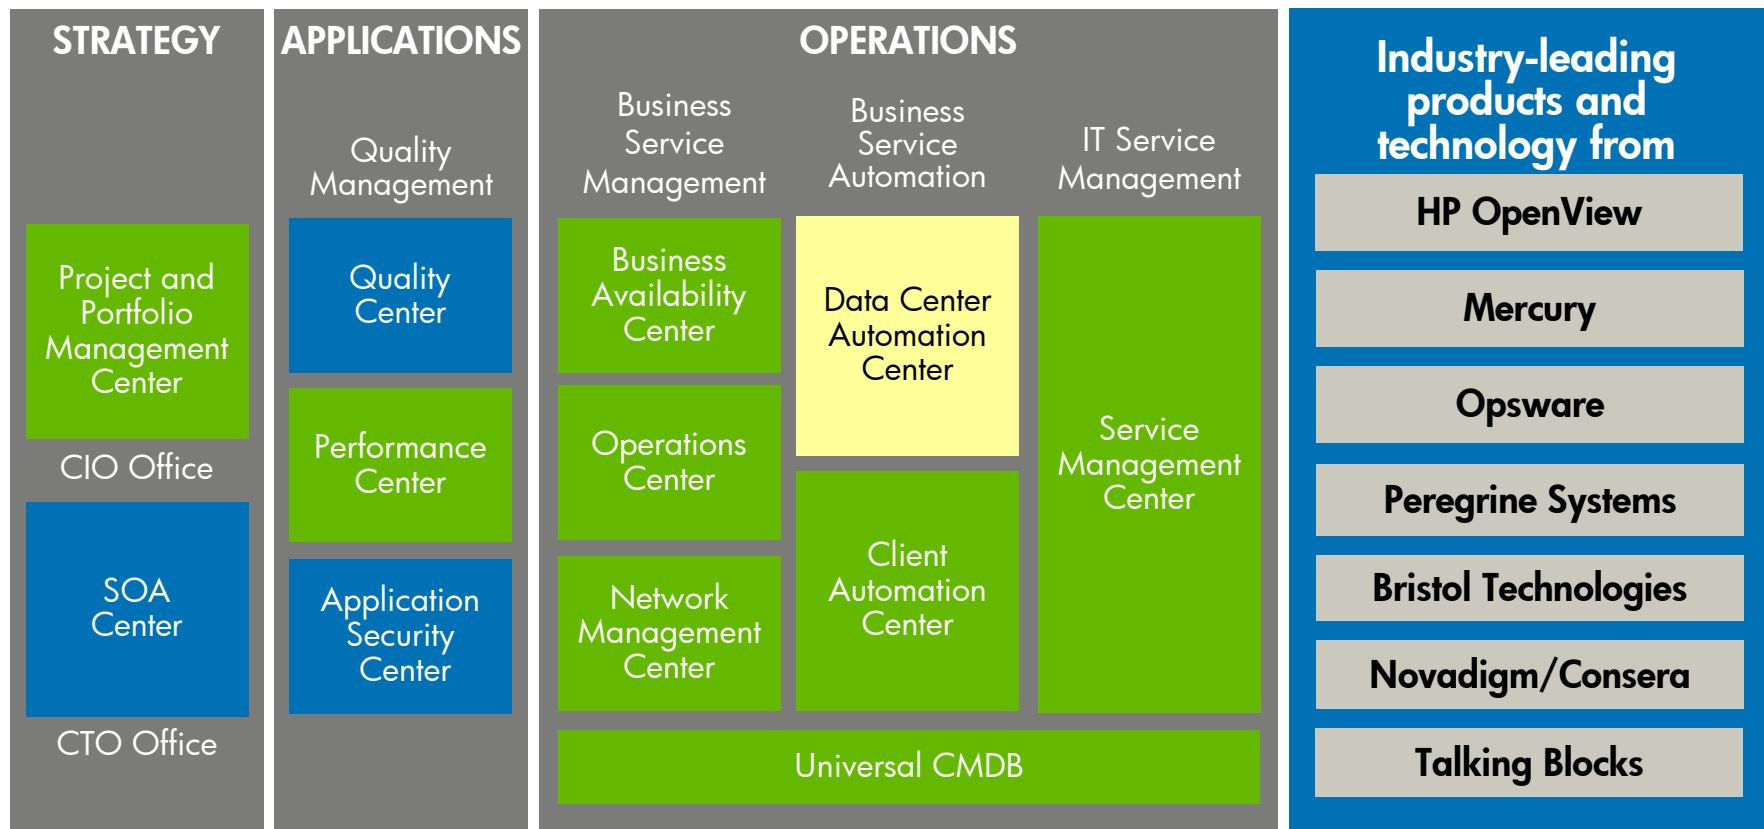 STRATEGY
Project and
Portfolio
Management
Center
CIO Office
SOA
Center
CTO Office
APPLICATIONS
Quality
Management
Quality
Center
Performance
Center
Application
Security
Center
OPERATIONS
Business
Service
Management
Business
Availability
Center
Operations
Center
Network
Management
Center
Business
Service
Automation
Data Center
Automation
Center
Client
Automation
Center
IT Service
Management
Service
Management
Center
Universal CMDB
Industry-leading
products and
technology from
HP OpenView
Mercury
Opsware
Peregrine Systems
Bristol Technologies
Novadigm/Consera
Talking Blocks